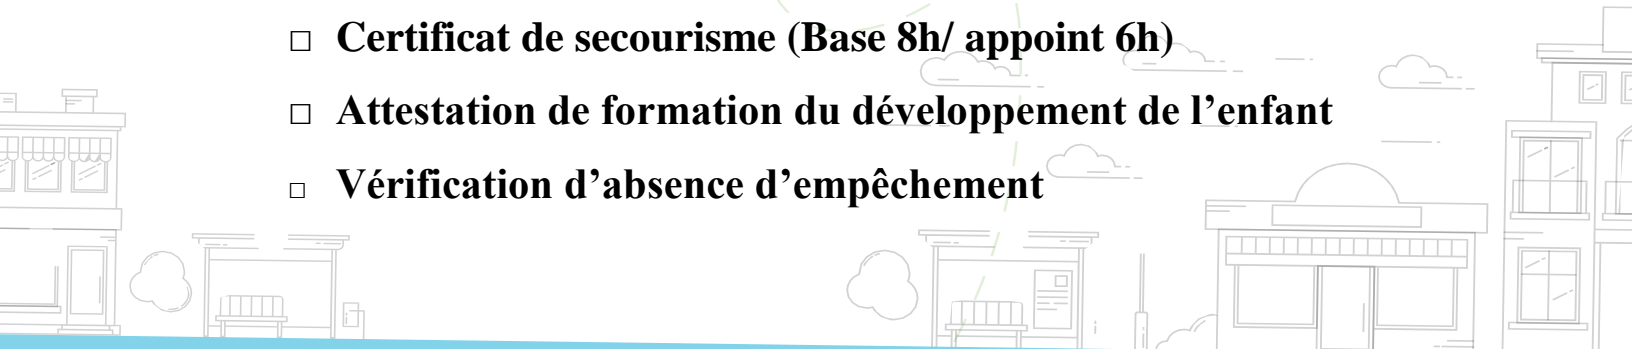 □ Certificat de secourisme (Base 8h/ appoint 6h)
□ Attestation de formation du développement de l’enfant
□ Vérification d’absence d’empêchement